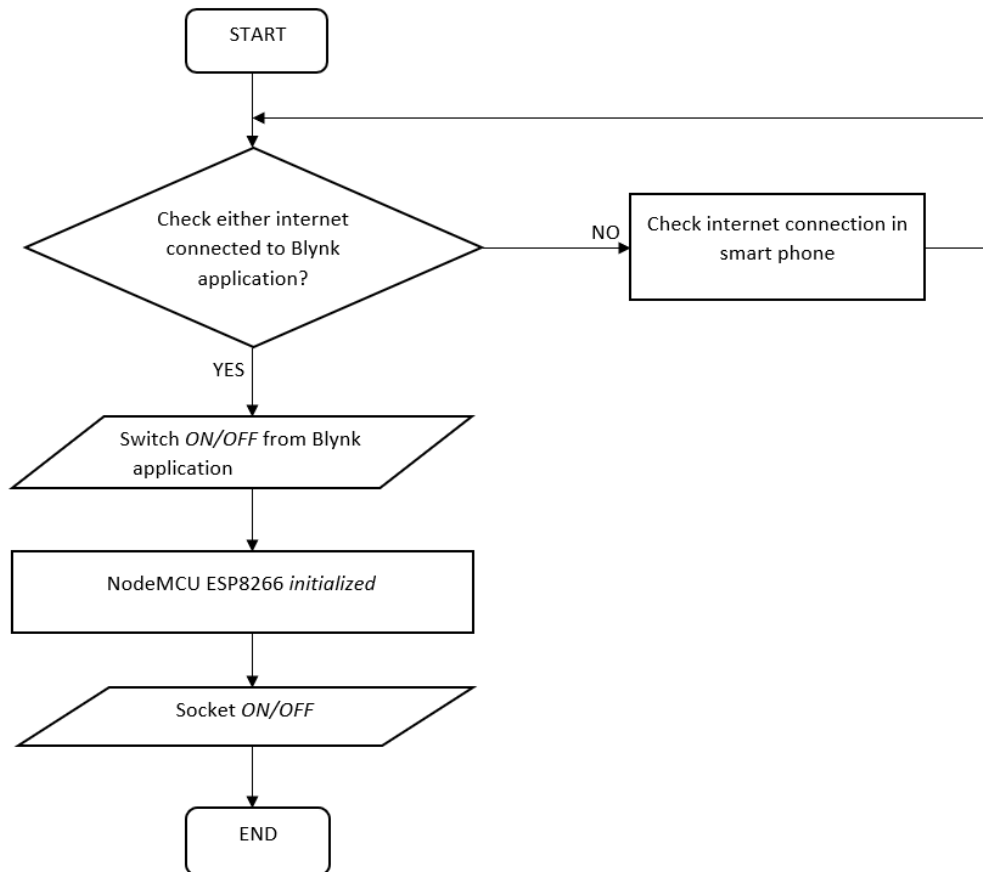 START
Check either internet
connected to Blynk
application?
NO
Check internet connection in
smart phone
YES
Switch ON/OFF from Blynk
application
NodeMCU ESP8266 initialized
Socket ON/OFF
END